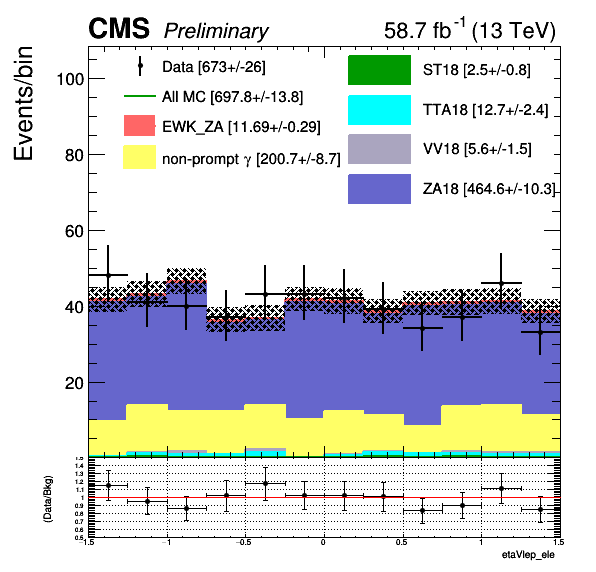 CMS Preliminary 58.7 fb⁻¹ (13 TeV)
Events/bin
100
80
60
40
20
Data [673+/-26]
All MC [697.8+/-13.8]
EWK_ZA [11.69+/-0.29]
non-prompt γ [200.7+/-8.7]
ST18 [2.5+/-0.8]
TTA18 [12.7+/-2.4]
VV18 [5.6+/-1.5]
ZA18 [464.6+/-10.3]
(Data/Bkg)
1.5
1.4
1.3
1.2
1.1
1
0.9
0.8
0.7
0.6
0.5
-1.5 -1 -0.5 0 0.5 1 1.5
etaVlep_ele